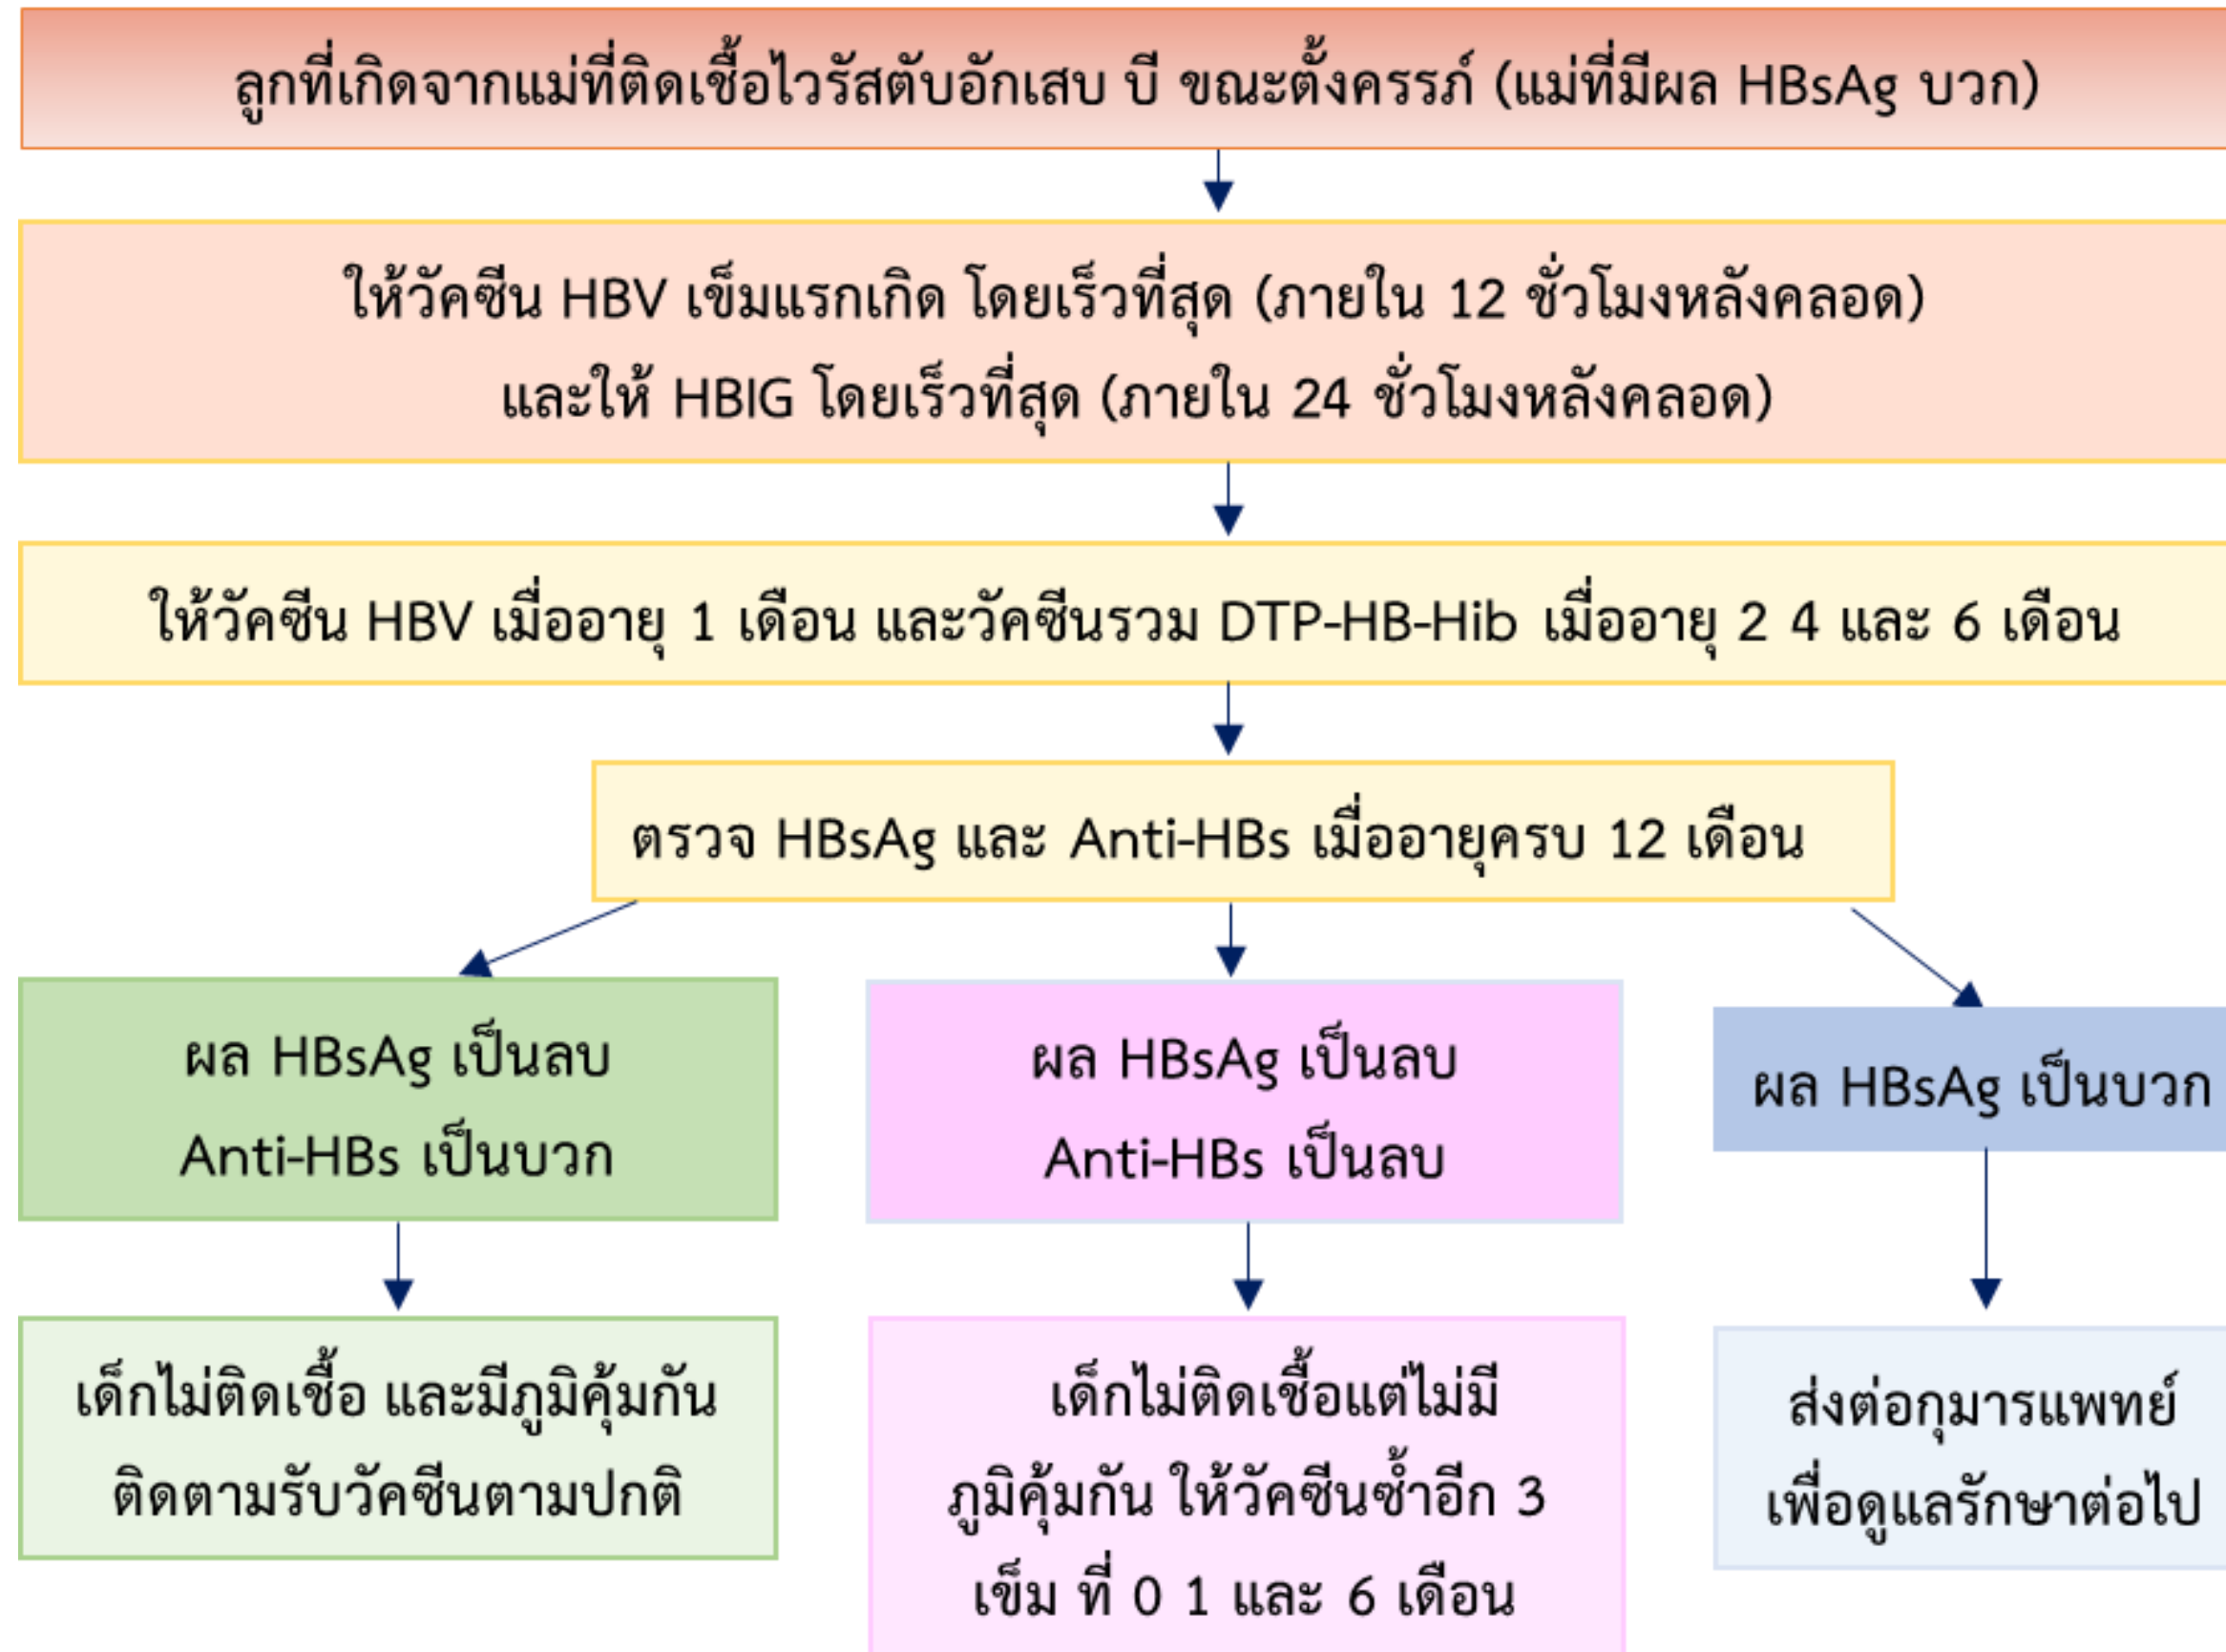 ลูกที่เกิดจากแม่ที่ติดเชื้อไวรัสตับอักเสบ บี ขณะตั้งครรภ์ (แม่ที่มีผล HBsAg บวก)
ให้วัคซีน HBV เข็มแรกเกิด โดยเร็วที่สุด (ภายใน 12 ชั่วโมงหลังคลอด)
และให้ HBIG โดยเร็วที่สุด (ภายใน 24 ชั่วโมงหลังคลอด)
ให้วัคซีน HBV เมื่ออายุ 1 เดือน และวัคซีนรวม DTP-HB-Hib เมื่ออายุ 2 4 และ 6 เดือน
ตรวจ HBsAg และ Anti-HBs เมื่ออายุครบ 12 เดือน
ผล HBsAg เป็นลบ
Anti-HBs เป็นบวก
ผล HBsAg เป็นลบ
Anti-HBs เป็นลบ
ผล HBsAg เป็นบวก
เด็กไม่ติดเชื้อ และมีภูมิคุ้มกัน
ติดตามรับวัคซีนตามปกติ
เด็กไม่ติดเชื้อแต่ไม่มี
ภูมิคุ้มกัน ให้วัคซีนซ้ำอีก 3
เข็ม ที่ 0 1 และ 6 เดือน
ส่งต่อกุมารแพทย์
เพื่อดูแลรักษาต่อไป